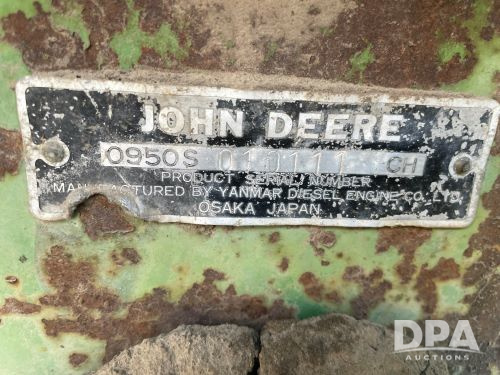 JOHN DEERE
0950S 011111 CH
PRODUCT SERIAL NUMBER
MANUFACTURED BY YANMAR DIESEL ENGINE CO., LTD.
OSAKA JAPAN
DPA
AUCTIONS